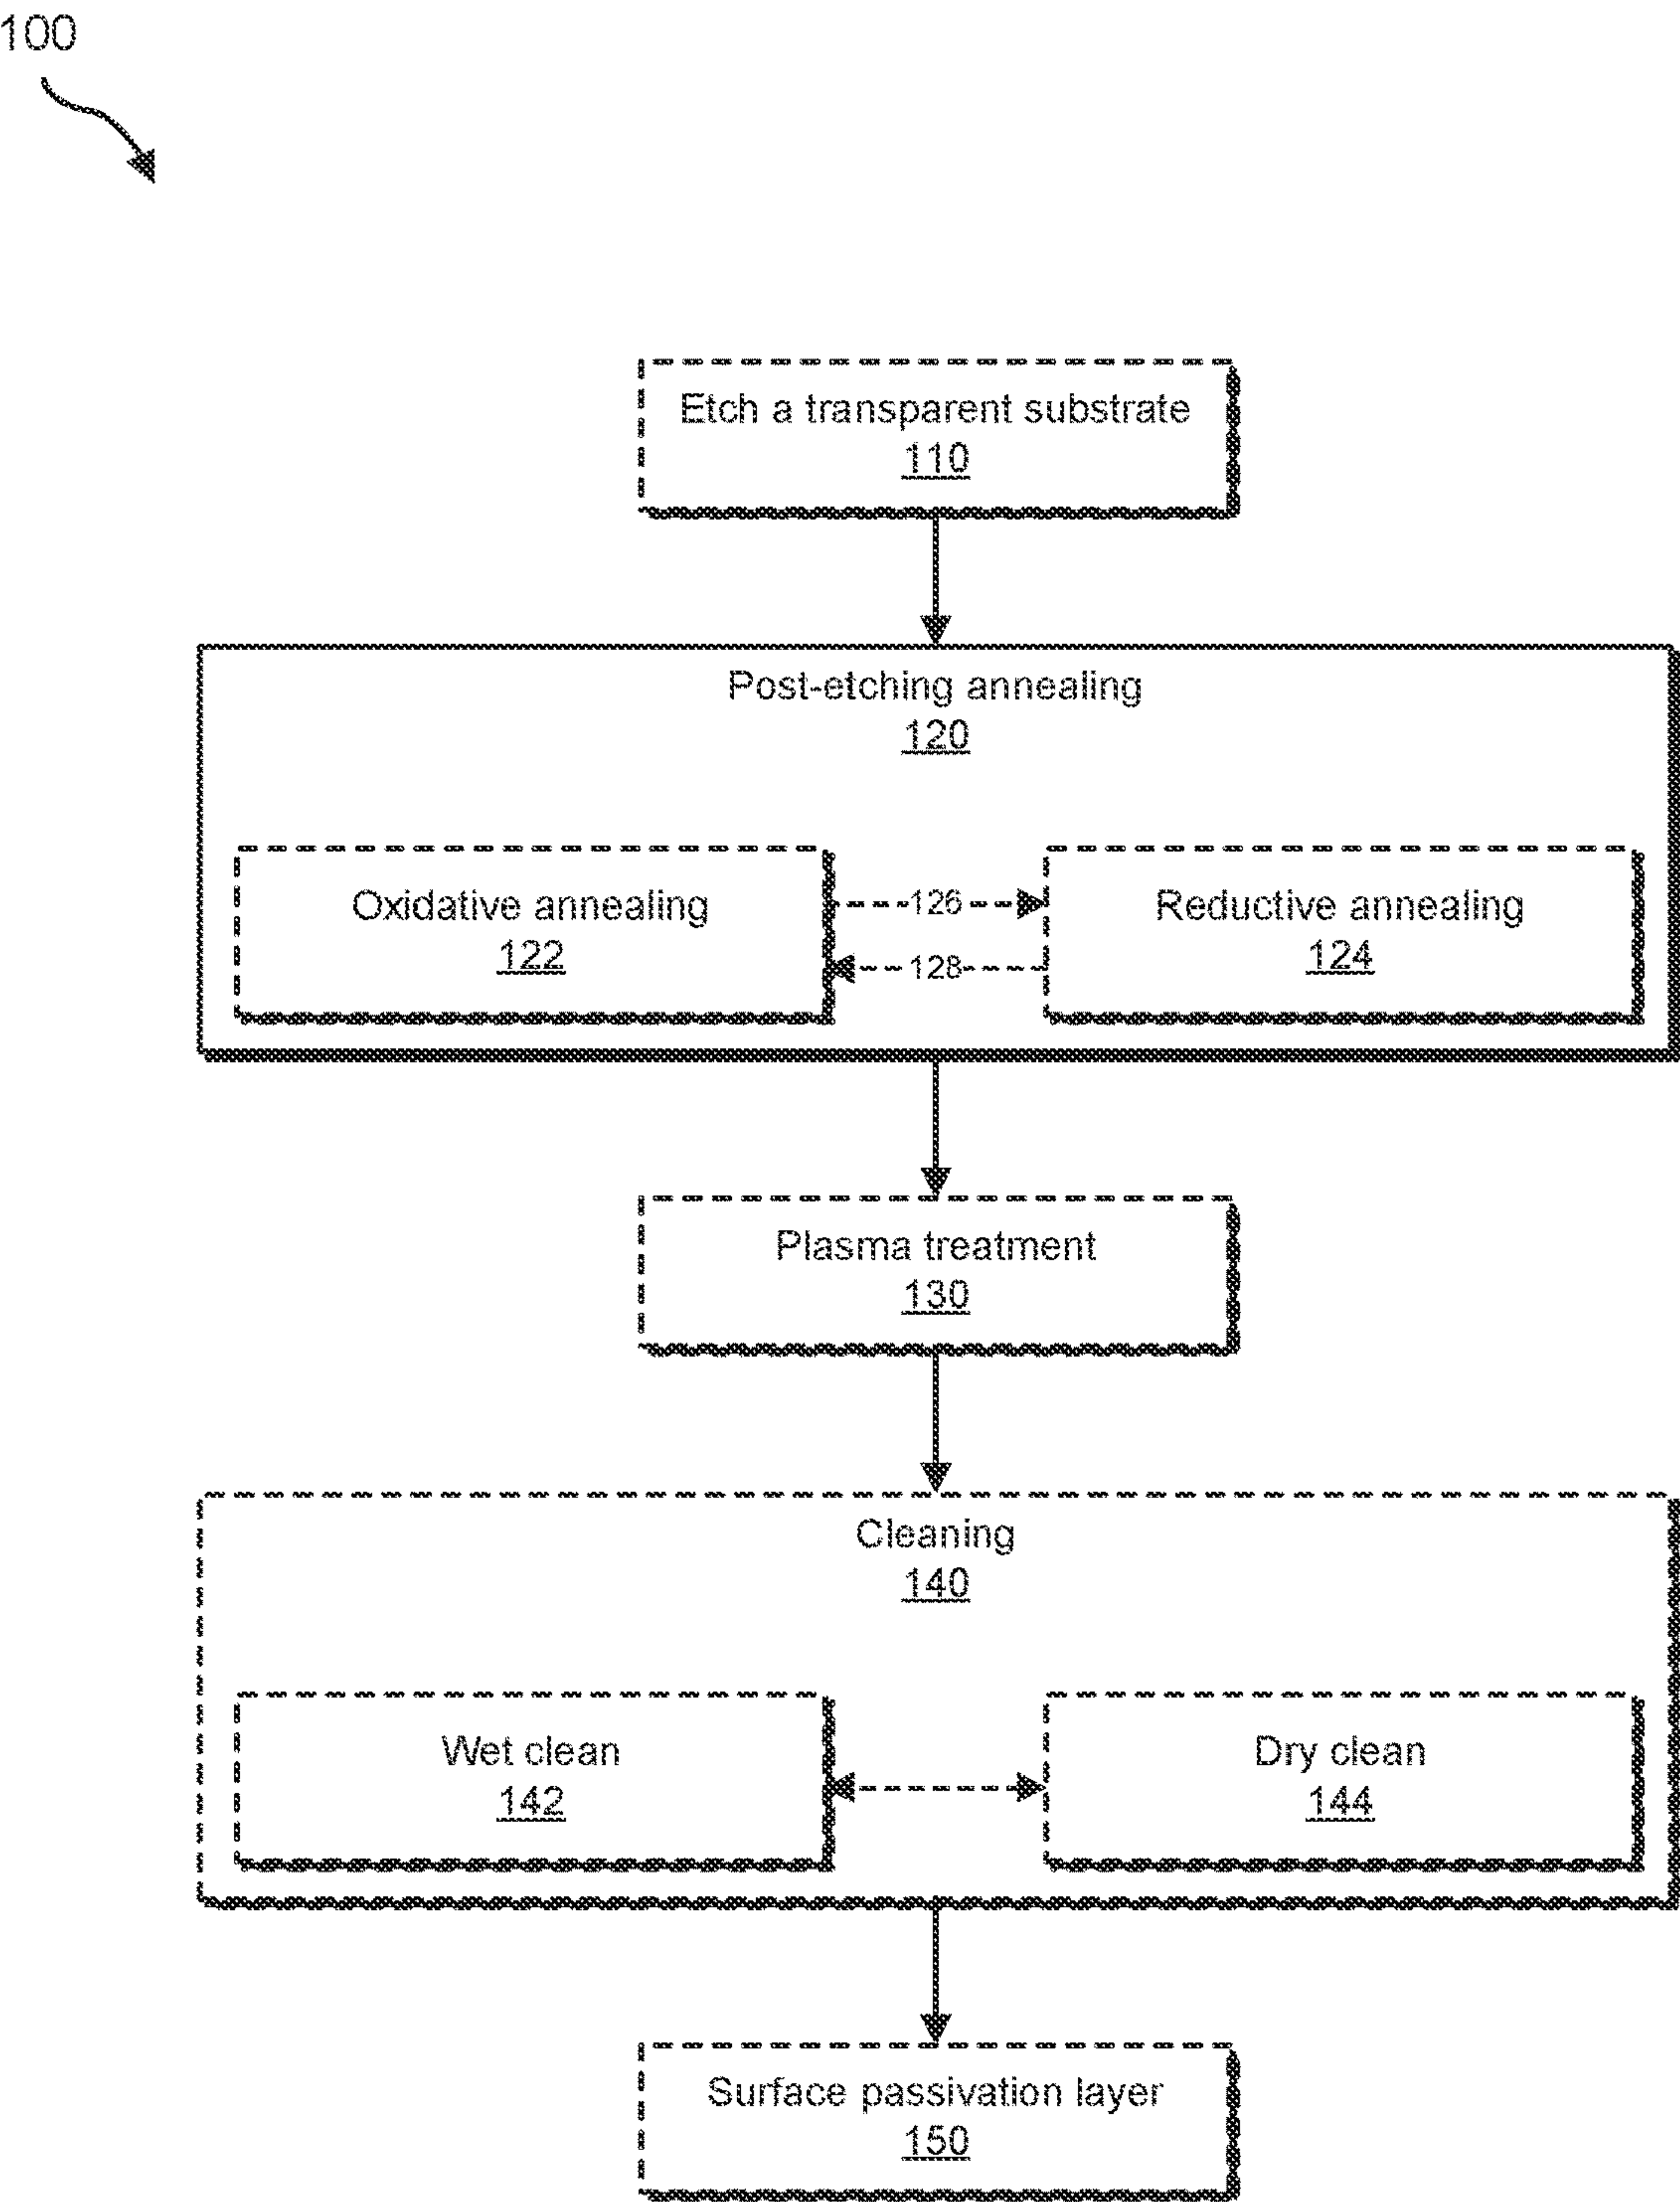 100
Etch a transparent substrate
110
Post-etching annealing
120
Oxidative annealing
122
126
128
Reductive annealing
124
Plasma treatment
130
Cleaning
140
Wet clean
142
Dry clean
144
Surface passivation layer
150